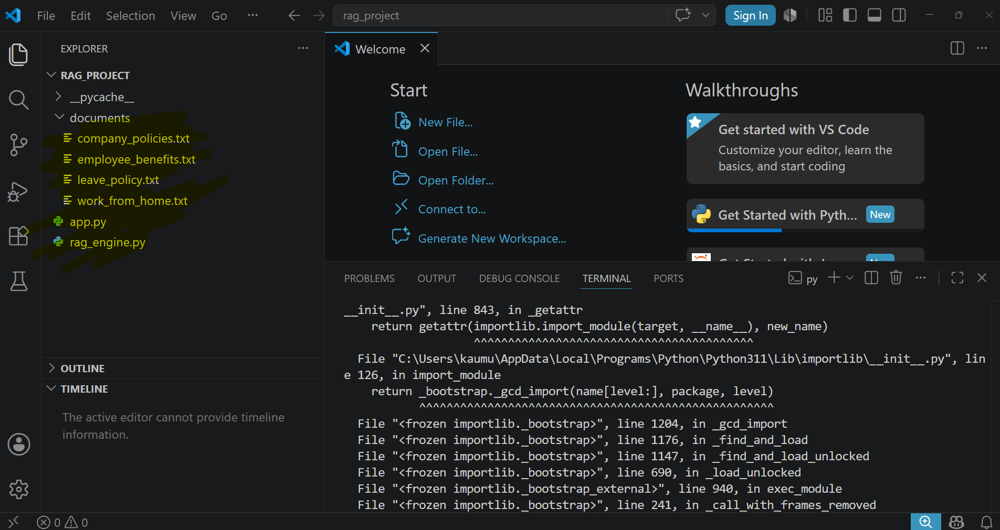 File Edit Selection View Go ...
rag_project
Sign In
EXPLORER
RAG_PROJECT
__pycache__
documents
company_policies.txt
employee_benefits.txt
leave_policy.txt
work_from_home.txt
app.py
rag_engine.py
OUTLINE
TIMELINE
The active editor cannot provide timeline
information.
Welcome
Start
New File...
Open File...
Open Folder...
Connect to...
Generate New Workspace...
Walkthroughs
Get started with VS Code
Customize your editor, learn the
basics, and start coding
Get Started with Pyth... New
PROBLEMS OUTPUT DEBUG CONSOLE TERMINAL PORTS
py
__init__.py", line 843, in _getattr
return getattr(importlib.import_module(target, __name__), new_name)
^^^^^^^^^^^^^^^^^^^^^^^^^^^^^^^^^^^^^^^^^
File "C:\Users\kaumu\AppData\Local\Programs\Python\Python311\Lib\importlib\__init__.py", lin
e 126, in import_module
return _bootstrap._gcd_import(name[level:], package, level)
^^^^^^^^^^^^^^^^^^^^^^^^^^^^^^^^^^^^^^^^^^^^^^^^^^^^
File "<frozen importlib._bootstrap>", line 1204, in _gcd_import
File "<frozen importlib._bootstrap>", line 1176, in _find_and_load
File "<frozen importlib._bootstrap>", line 1147, in _find_and_load_unlocked
File "<frozen importlib._bootstrap>", line 690, in _load_unlocked
File "<frozen importlib._bootstrap_external>", line 940, in exec_module
File "<frozen importlib._bootstrap>", line 241, in _call_with_frames_removed
0 0